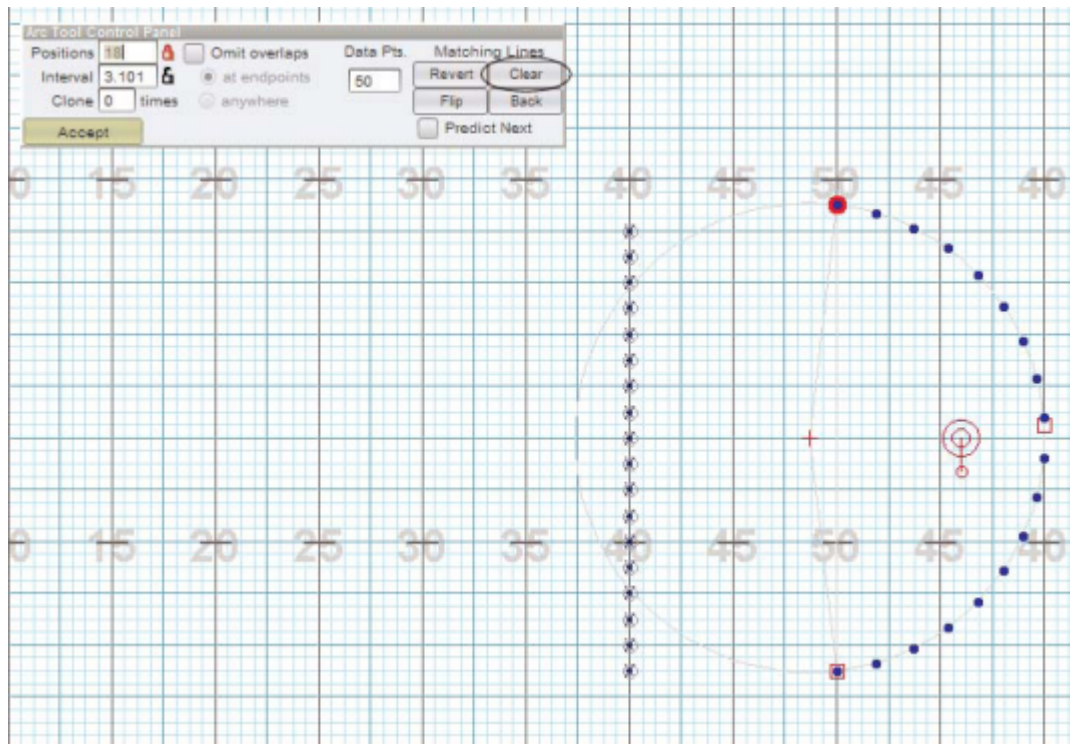 Arc Tool Control Panel
Positions 18 Omit overlaps Data Pts. Matching Lines
Interval 3.101 at endpoints 50 Revert Clear
Clone 0 times anywhere Flip Back
Accept Predict Next
0 15 20 25 30 35 40 45 50 45 40
0 15 20 25 30 35 40 45 50 45 40